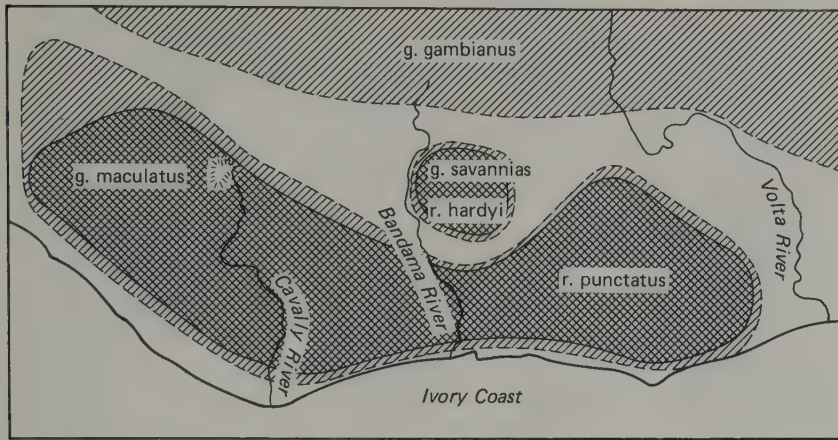 g. gambianus
g. maculatus
g. savannias
r. hardyi
Volta River
Bandama River
r. punctatus
Cavally River
Ivory Coast